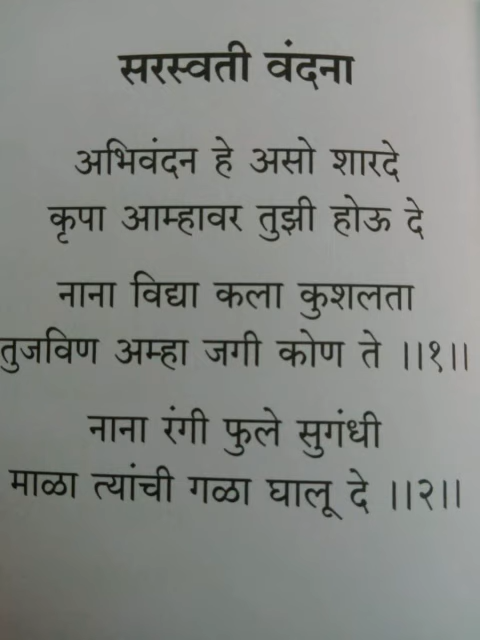 सरस्वती वंदना
अभिवंदन हे असो शारदे
कृपा आम्हावर तुझी होऊ दे
नाना विद्या कला कुशलता
तुजविण अम्हा जगी कोण ते ।।१।।
नाना रंगी फुले सुगंधी
माळा त्यांची गळा घालू दे ।।२।।